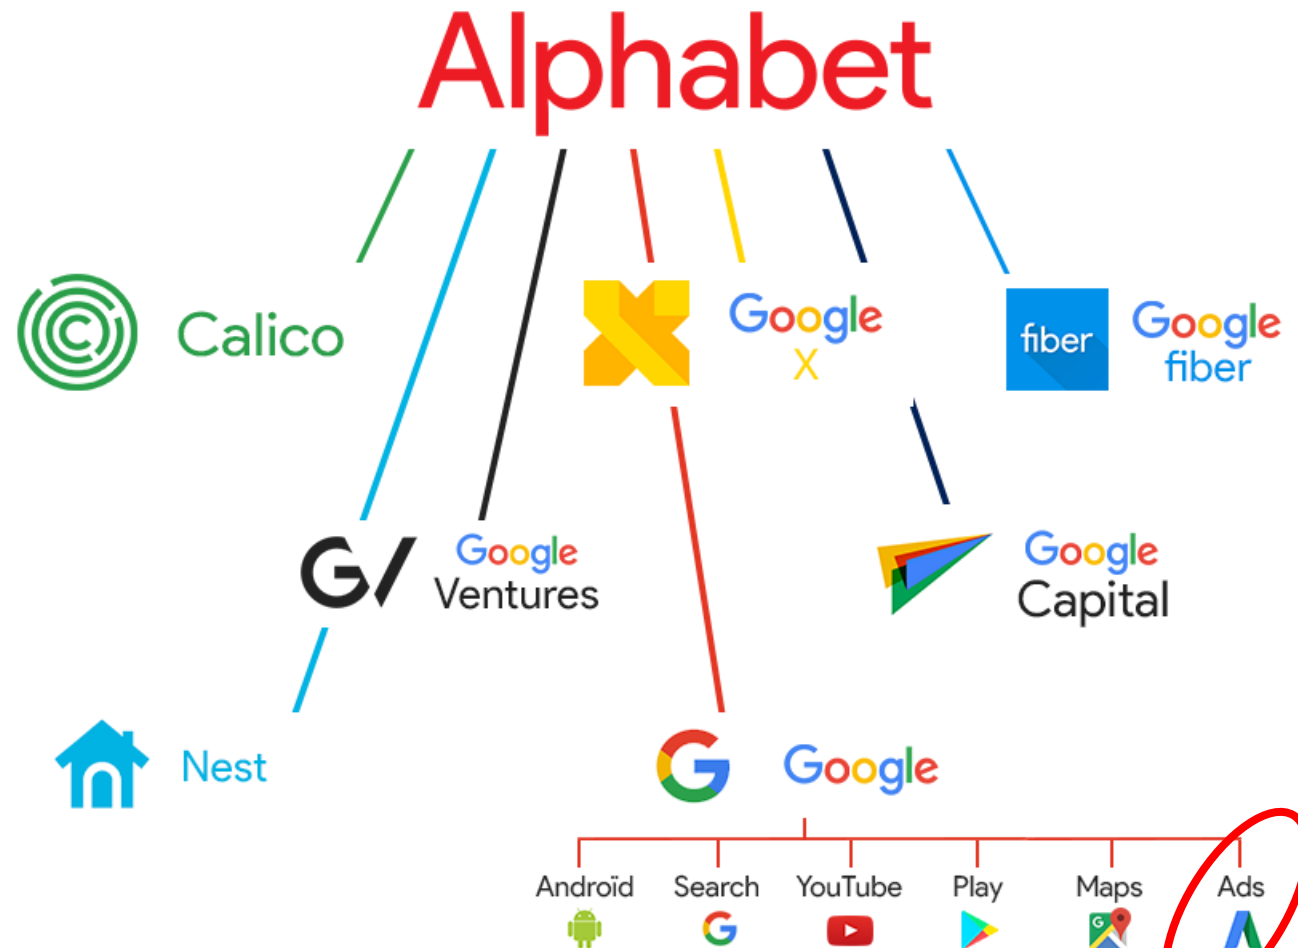 Alphabet
Calico
Google
X
fiber
Google
fiber
G/
Google
Ventures
Google
Capital
Nest
G
Google
Androïd
Search
YouTube
Play
Maps
Ads
G
G